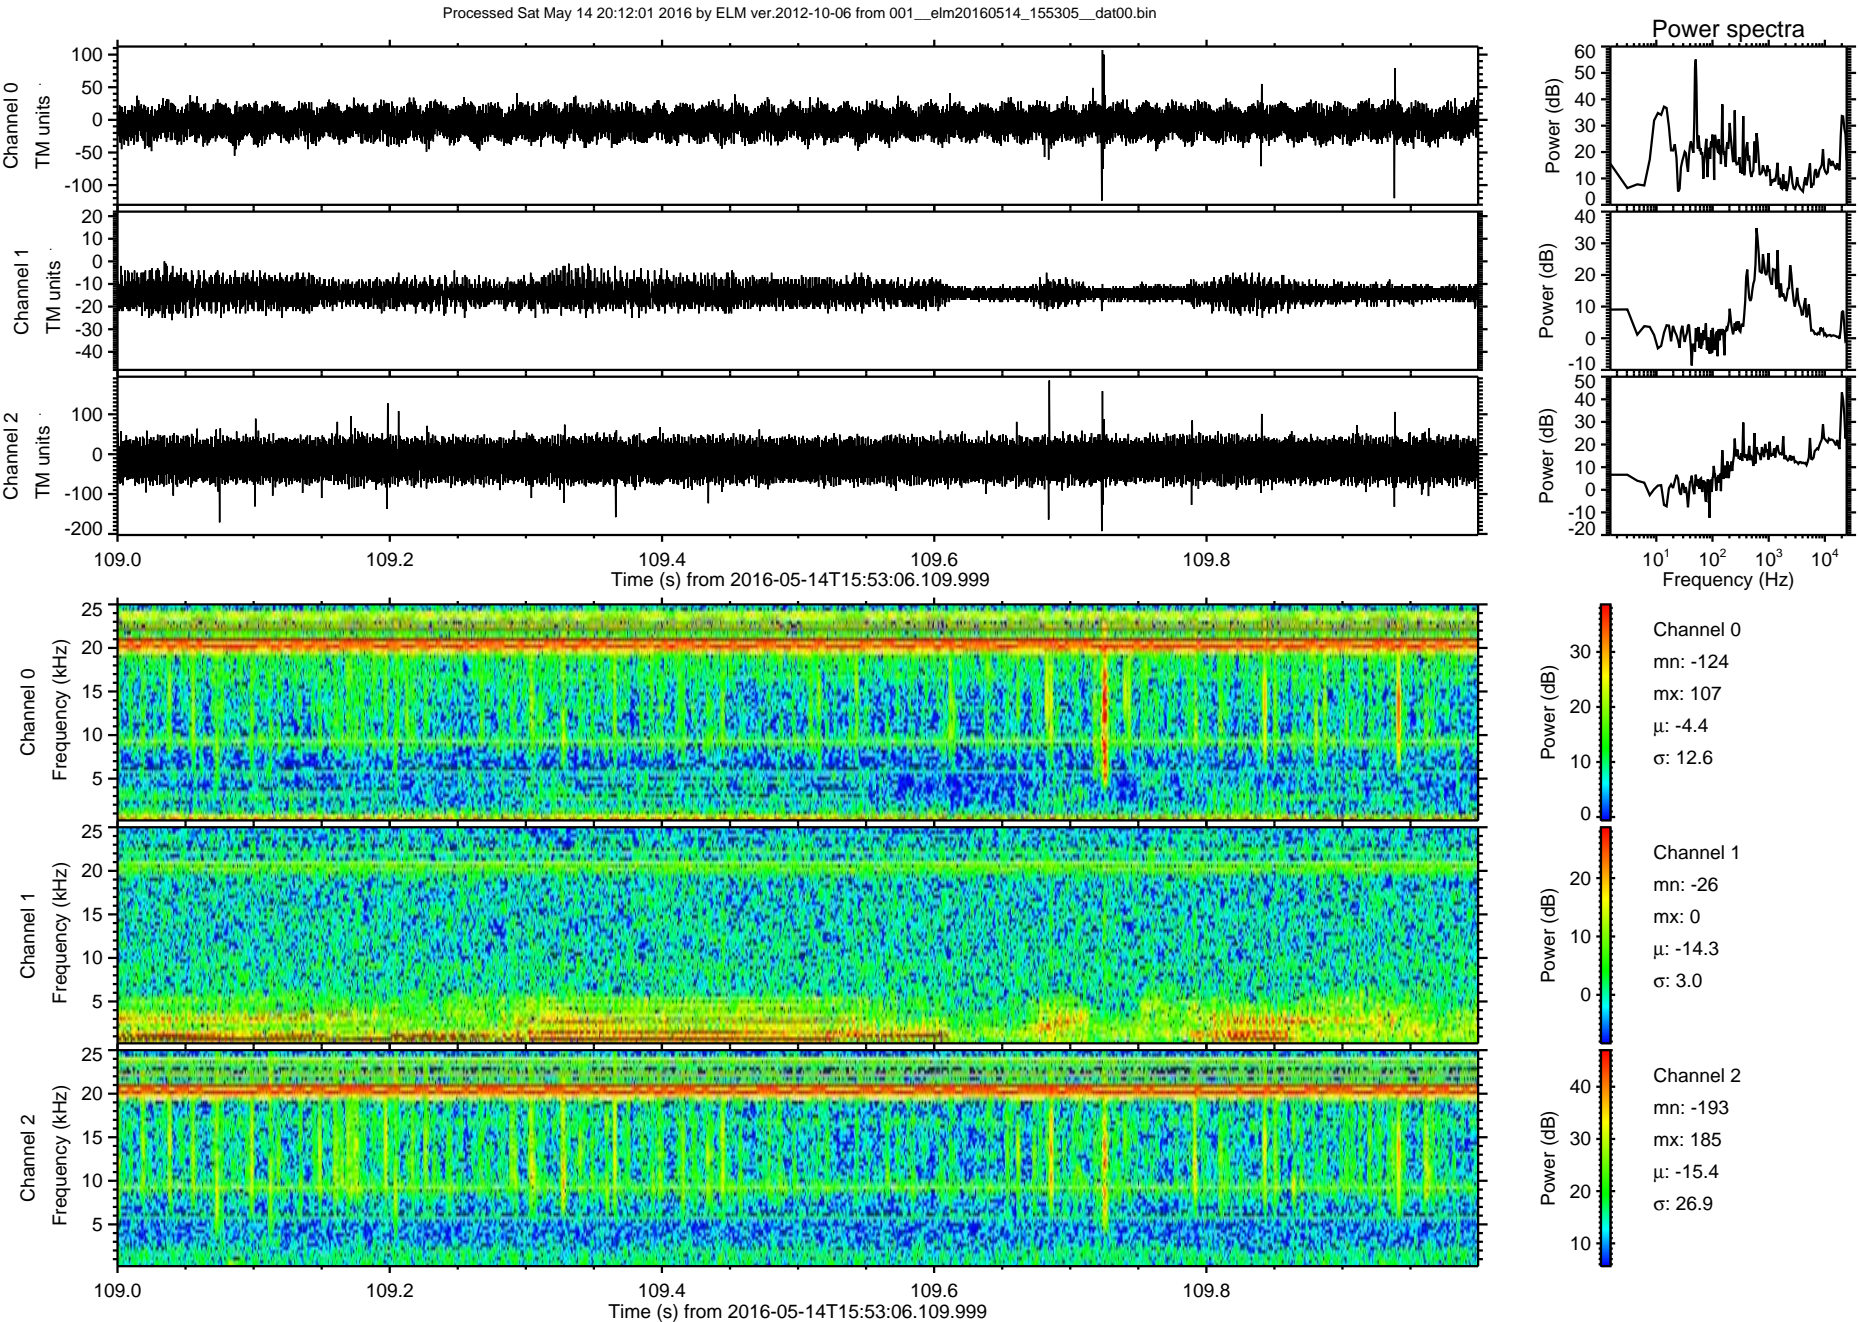 Processed Sat May 14 20:12:01 2016 by ELM ver.2012-10-06 from 001__elm20160514_155305__dat00.bin
Power spectra
Channel 0
TM units
100
50
0
-50
-100
Power (dB)
60
50
40
30
20
10
0
Channel 1
TM units
20
10
0
-10
-20
-30
-40
Power (dB)
40
30
20
10
0
-10
Channel 2
TM units
100
0
-100
-200
Power (dB)
50
40
30
20
10
0
-10
-20
109.0 109.2 109.4 109.6 109.8
Time (s) from 2016-05-14T15:53:06.109.999
10¹ 10² 10³ 10⁴
Frequency (Hz)
Channel 0
Frequency (kHz)
25
20
15
10
5
Power (dB)
30
20
10
0
Channel 0
mn: -124
mx: 107
μ: -4.4
σ: 12.6
Channel 1
Frequency (kHz)
25
20
15
10
5
Power (dB)
20
10
0
Channel 1
mn: -26
mx: 0
μ: -14.3
σ: 3.0
Channel 2
Frequency (kHz)
25
20
15
10
5
Power (dB)
40
30
20
10
Channel 2
mn: -193
mx: 185
μ: -15.4
σ: 26.9
109.0 109.2 109.4 109.6 109.8
Time (s) from 2016-05-14T15:53:06.109.999